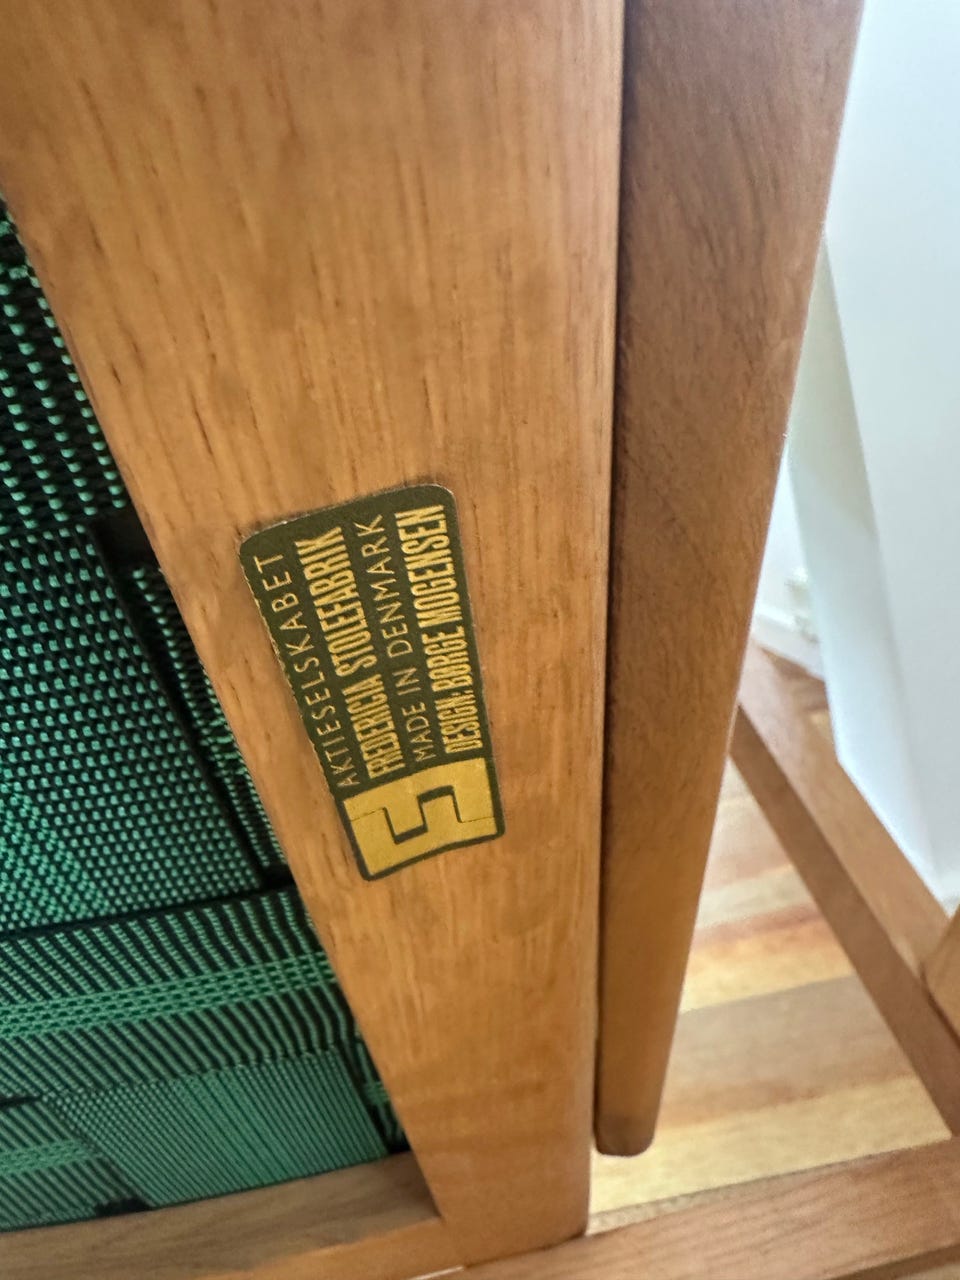 AKTIESELSKABET
FREDERICIA STOLEFABRIK
MADE IN DENMARK
DESIGN: BØRGE MOGENSEN